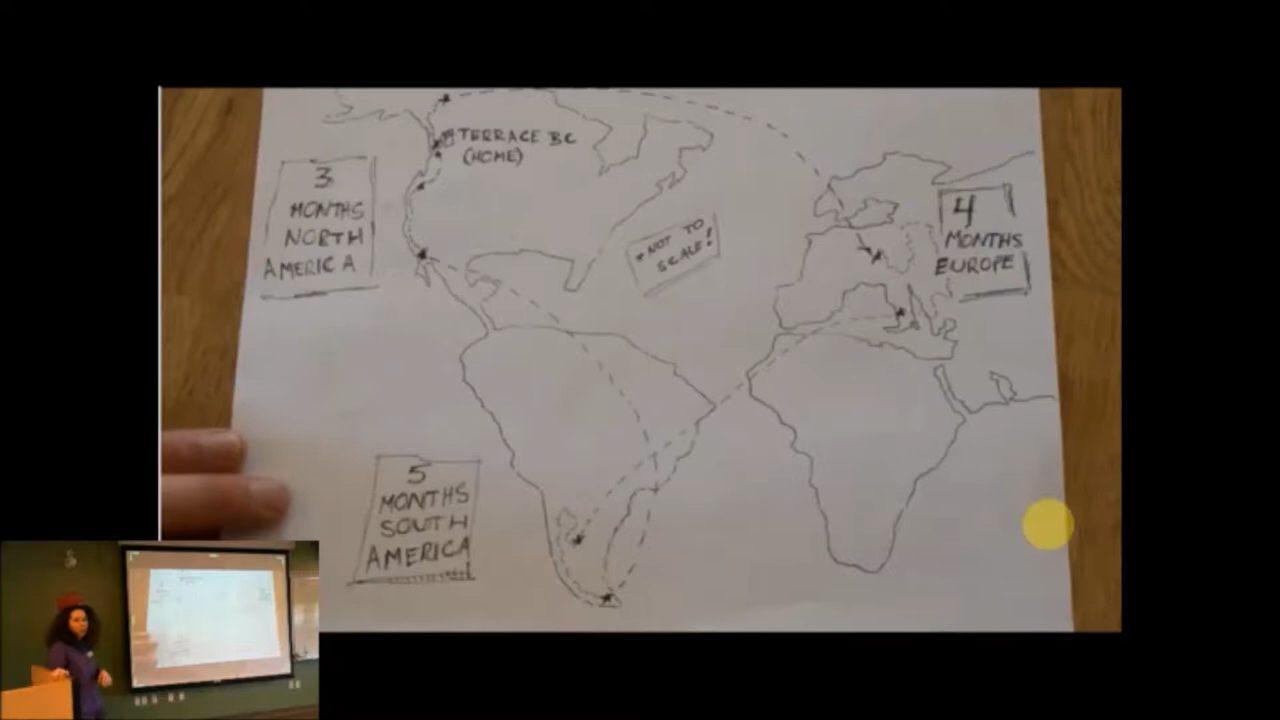 TERRACE BC
(HOME)
3
MONTHS
NORTH
AMERICA
* NOT TO
SCALE!
4
MONTHS
EUROPE
5
MONTHS
SOUTH
AMERICA